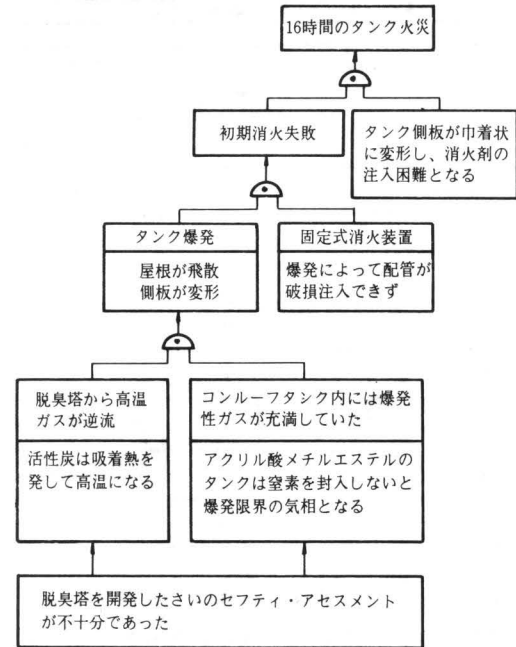 16時間のタンク火災
初期消火失敗
タンク側板が巾着状
に変形し、消火剤の
注入困難となる
タンク爆発
屋根が飛散
側板が変形
固定式消火装置
爆発によって配管が
破損注入できず
脱臭塔から高温
ガスが逆流
活性炭は吸着熱を
発して高温になる
コンルーフタンク内には爆発
性ガスが充満していた
アクリル酸メチルエステルの
タンクは窒素を封入しないと
爆発限界の気相となる
脱臭塔を開発したさいのセフティ・アセスメント
が不十分であった